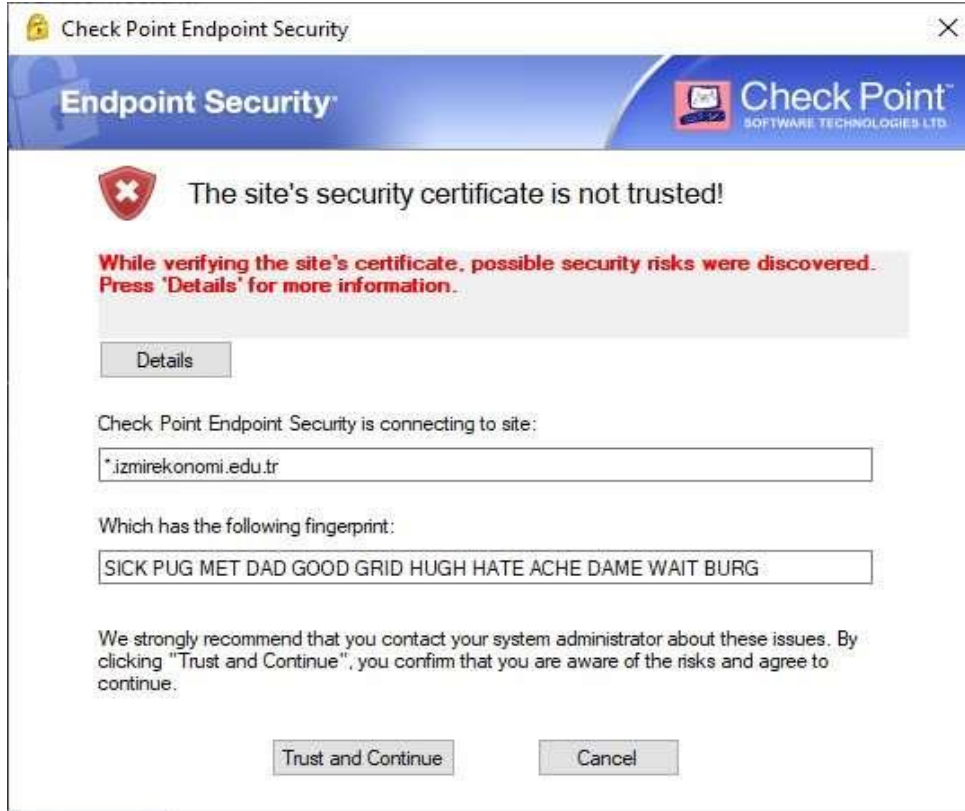 Check Point Endpoint Security
Endpoint Security
Check Point™
SOFTWARE TECHNOLOGIES LTD.
The site's security certificate is not trusted!
While verifying the site's certificate, possible security risks were discovered.
Press 'Details' for more information.
Details
Check Point Endpoint Security is connecting to site:
*.izmirekonomi.edu.tr
Which has the following fingerprint:
SICK PUG MET DAD GOOD GRID HUGH HATE ACHE DAME WAIT BURG
We strongly recommend that you contact your system administrator about these issues. By
clicking "Trust and Continue", you confirm that you are aware of the risks and agree to
continue.
Trust and Continue
Cancel